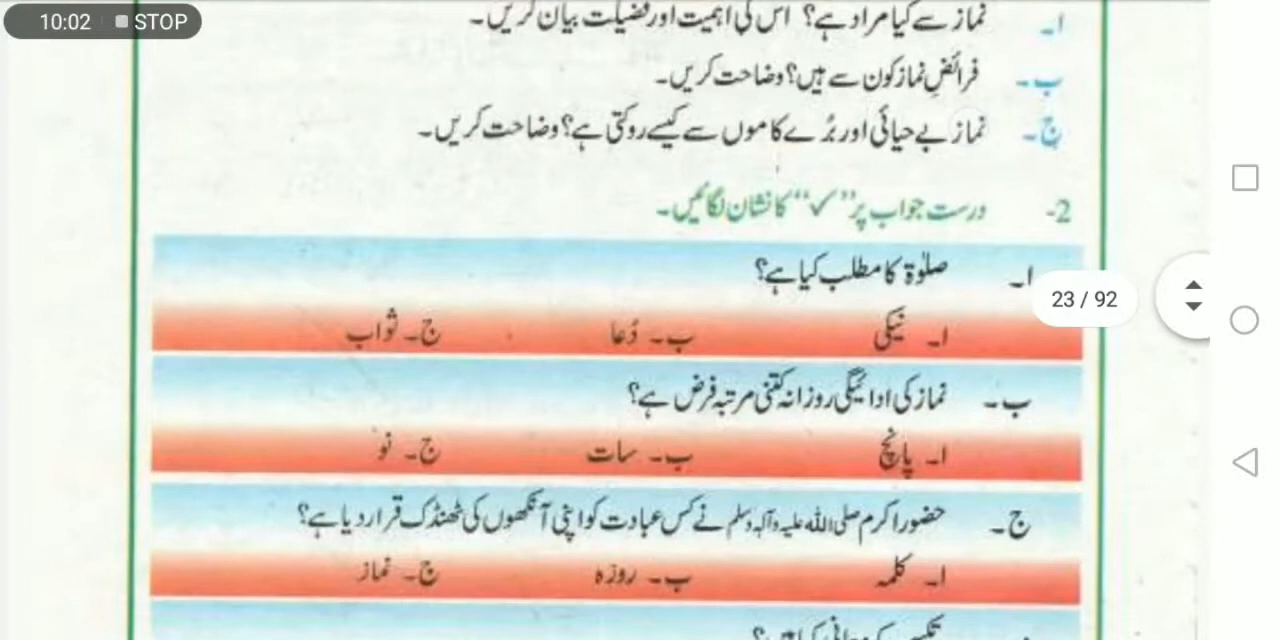 10:02 STOP
ا۔ نماز سے کیا مراد ہے؟ اس کی اہمیت اور فضیلت بیان کریں۔
ب۔ فرائضِ نماز کون سے ہیں؟ وضاحت کریں۔
ج۔ نماز بے حیائی اور بُرے کاموں سے کیسے روکتی ہے؟ وضاحت کریں۔
2- درست جواب پر ”✓“ کا نشان لگائیں۔
ا۔ صلوٰۃ کا مطلب کیا ہے؟
23 / 92
ا۔ نیکی ب۔ دُعا ج۔ ثواب
ب۔ نماز کی ادائیگی روزانہ کتنی مرتبہ فرض ہے؟
ا۔ پانچ ب۔ سات ج۔ نو
ج۔ حضور اکرم صلی اللہ علیہ وآلہ وسلم نے کس عبادت کو اپنی آنکھوں کی ٹھنڈک قرار دیا ہے؟
ا۔ کلمہ ب۔ روزہ ج۔ نماز